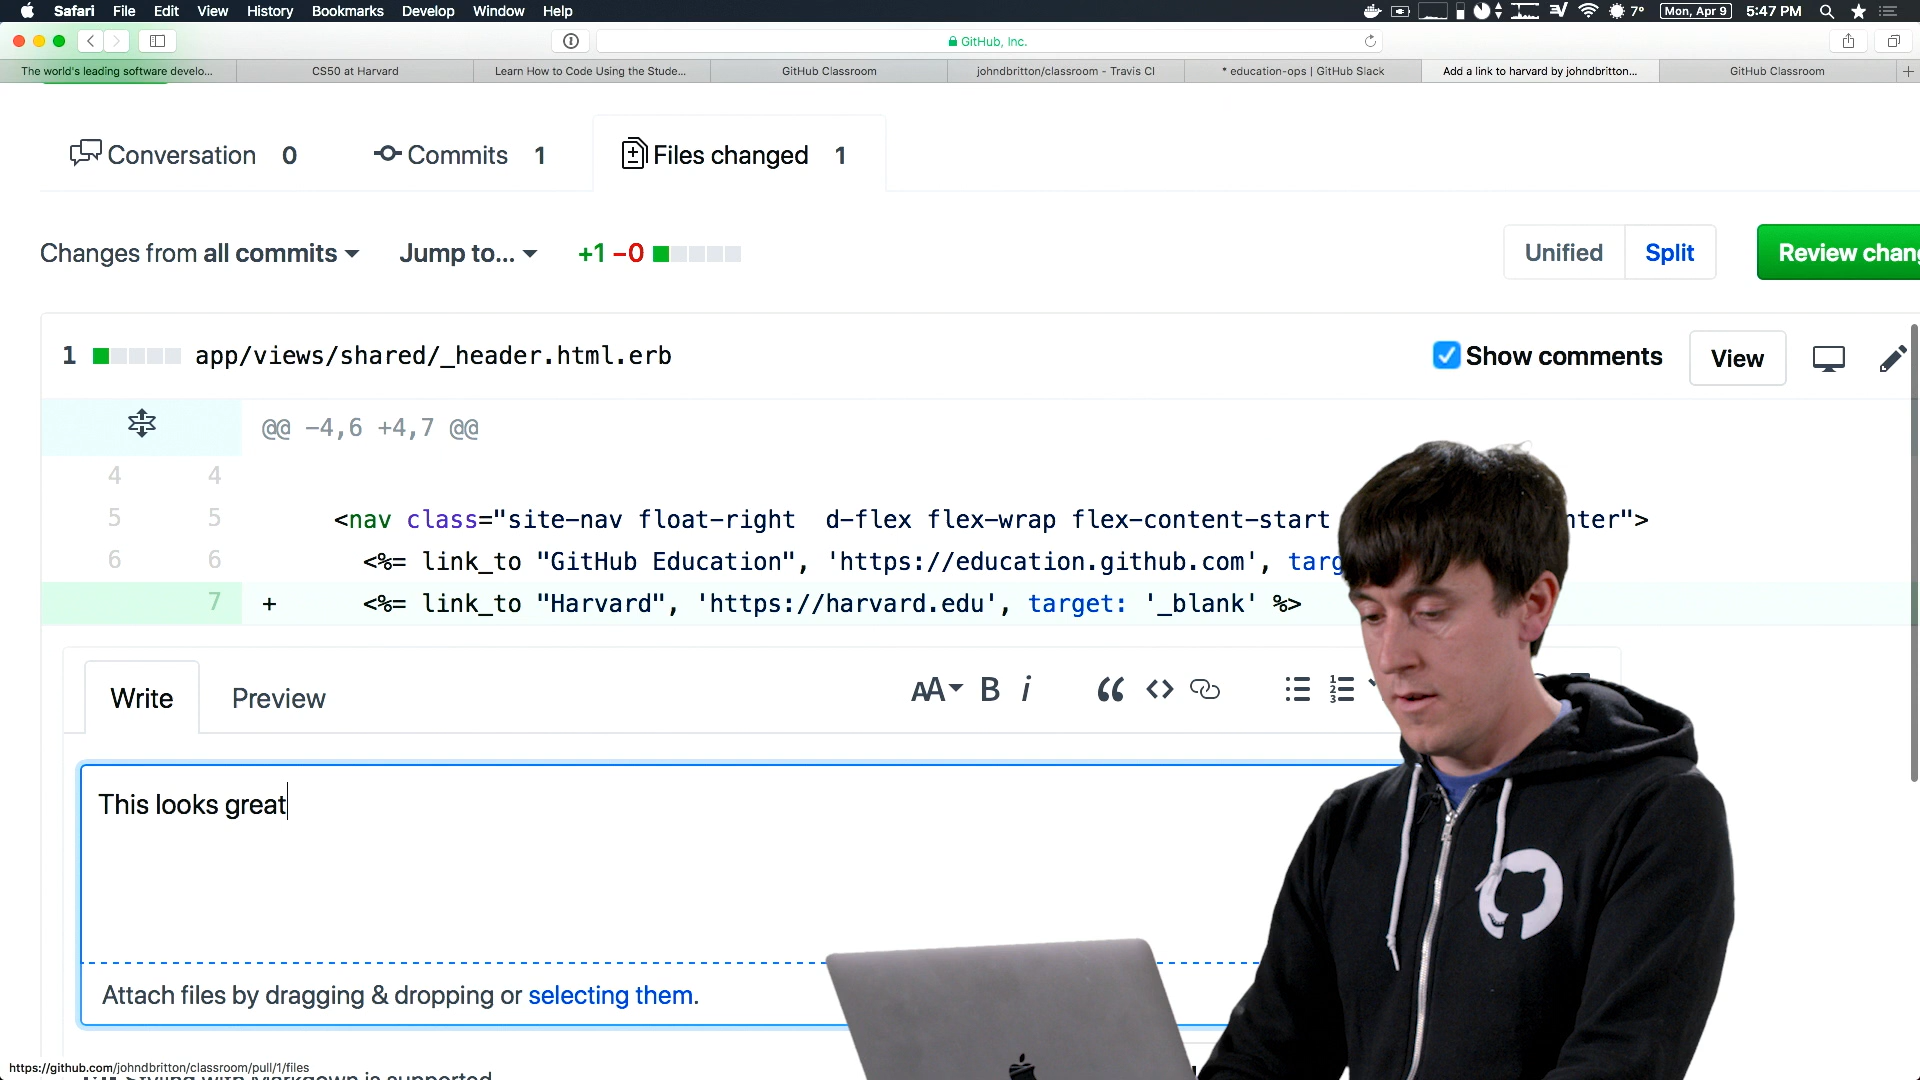 Safari File Edit View History Bookmarks Develop Window Help 7° Mon, Apr 9 5:47 PM
GitHub, Inc.
The world's leading software develo... CS50 at Harvard Learn How to Code Using the Stude... GitHub Classroom johndbritton/classroom - Travis CI * education-ops | GitHub Slack Add a link to harvard by johndbritton... GitHub Classroom
Conversation 0 Commits 1 Files changed 1
Changes from all commits Jump to... +1 −0 Unified Split Review chan
1 app/views/shared/_header.html.erb Show comments View
@@ −4,6 +4,7 @@
4 4
5 5 <nav class="site-nav float-right d-flex flex-wrap flex-content-start nter">
6 6 <%= link_to "GitHub Education", 'https://education.github.com', targ
7 + <%= link_to "Harvard", 'https://harvard.edu', target: '_blank' %>
Write Preview AA B i
This looks great
Attach files by dragging & dropping or selecting them.
https://github.com/johndbritton/classroom/pull/1/files
Styling with Markdown is supported